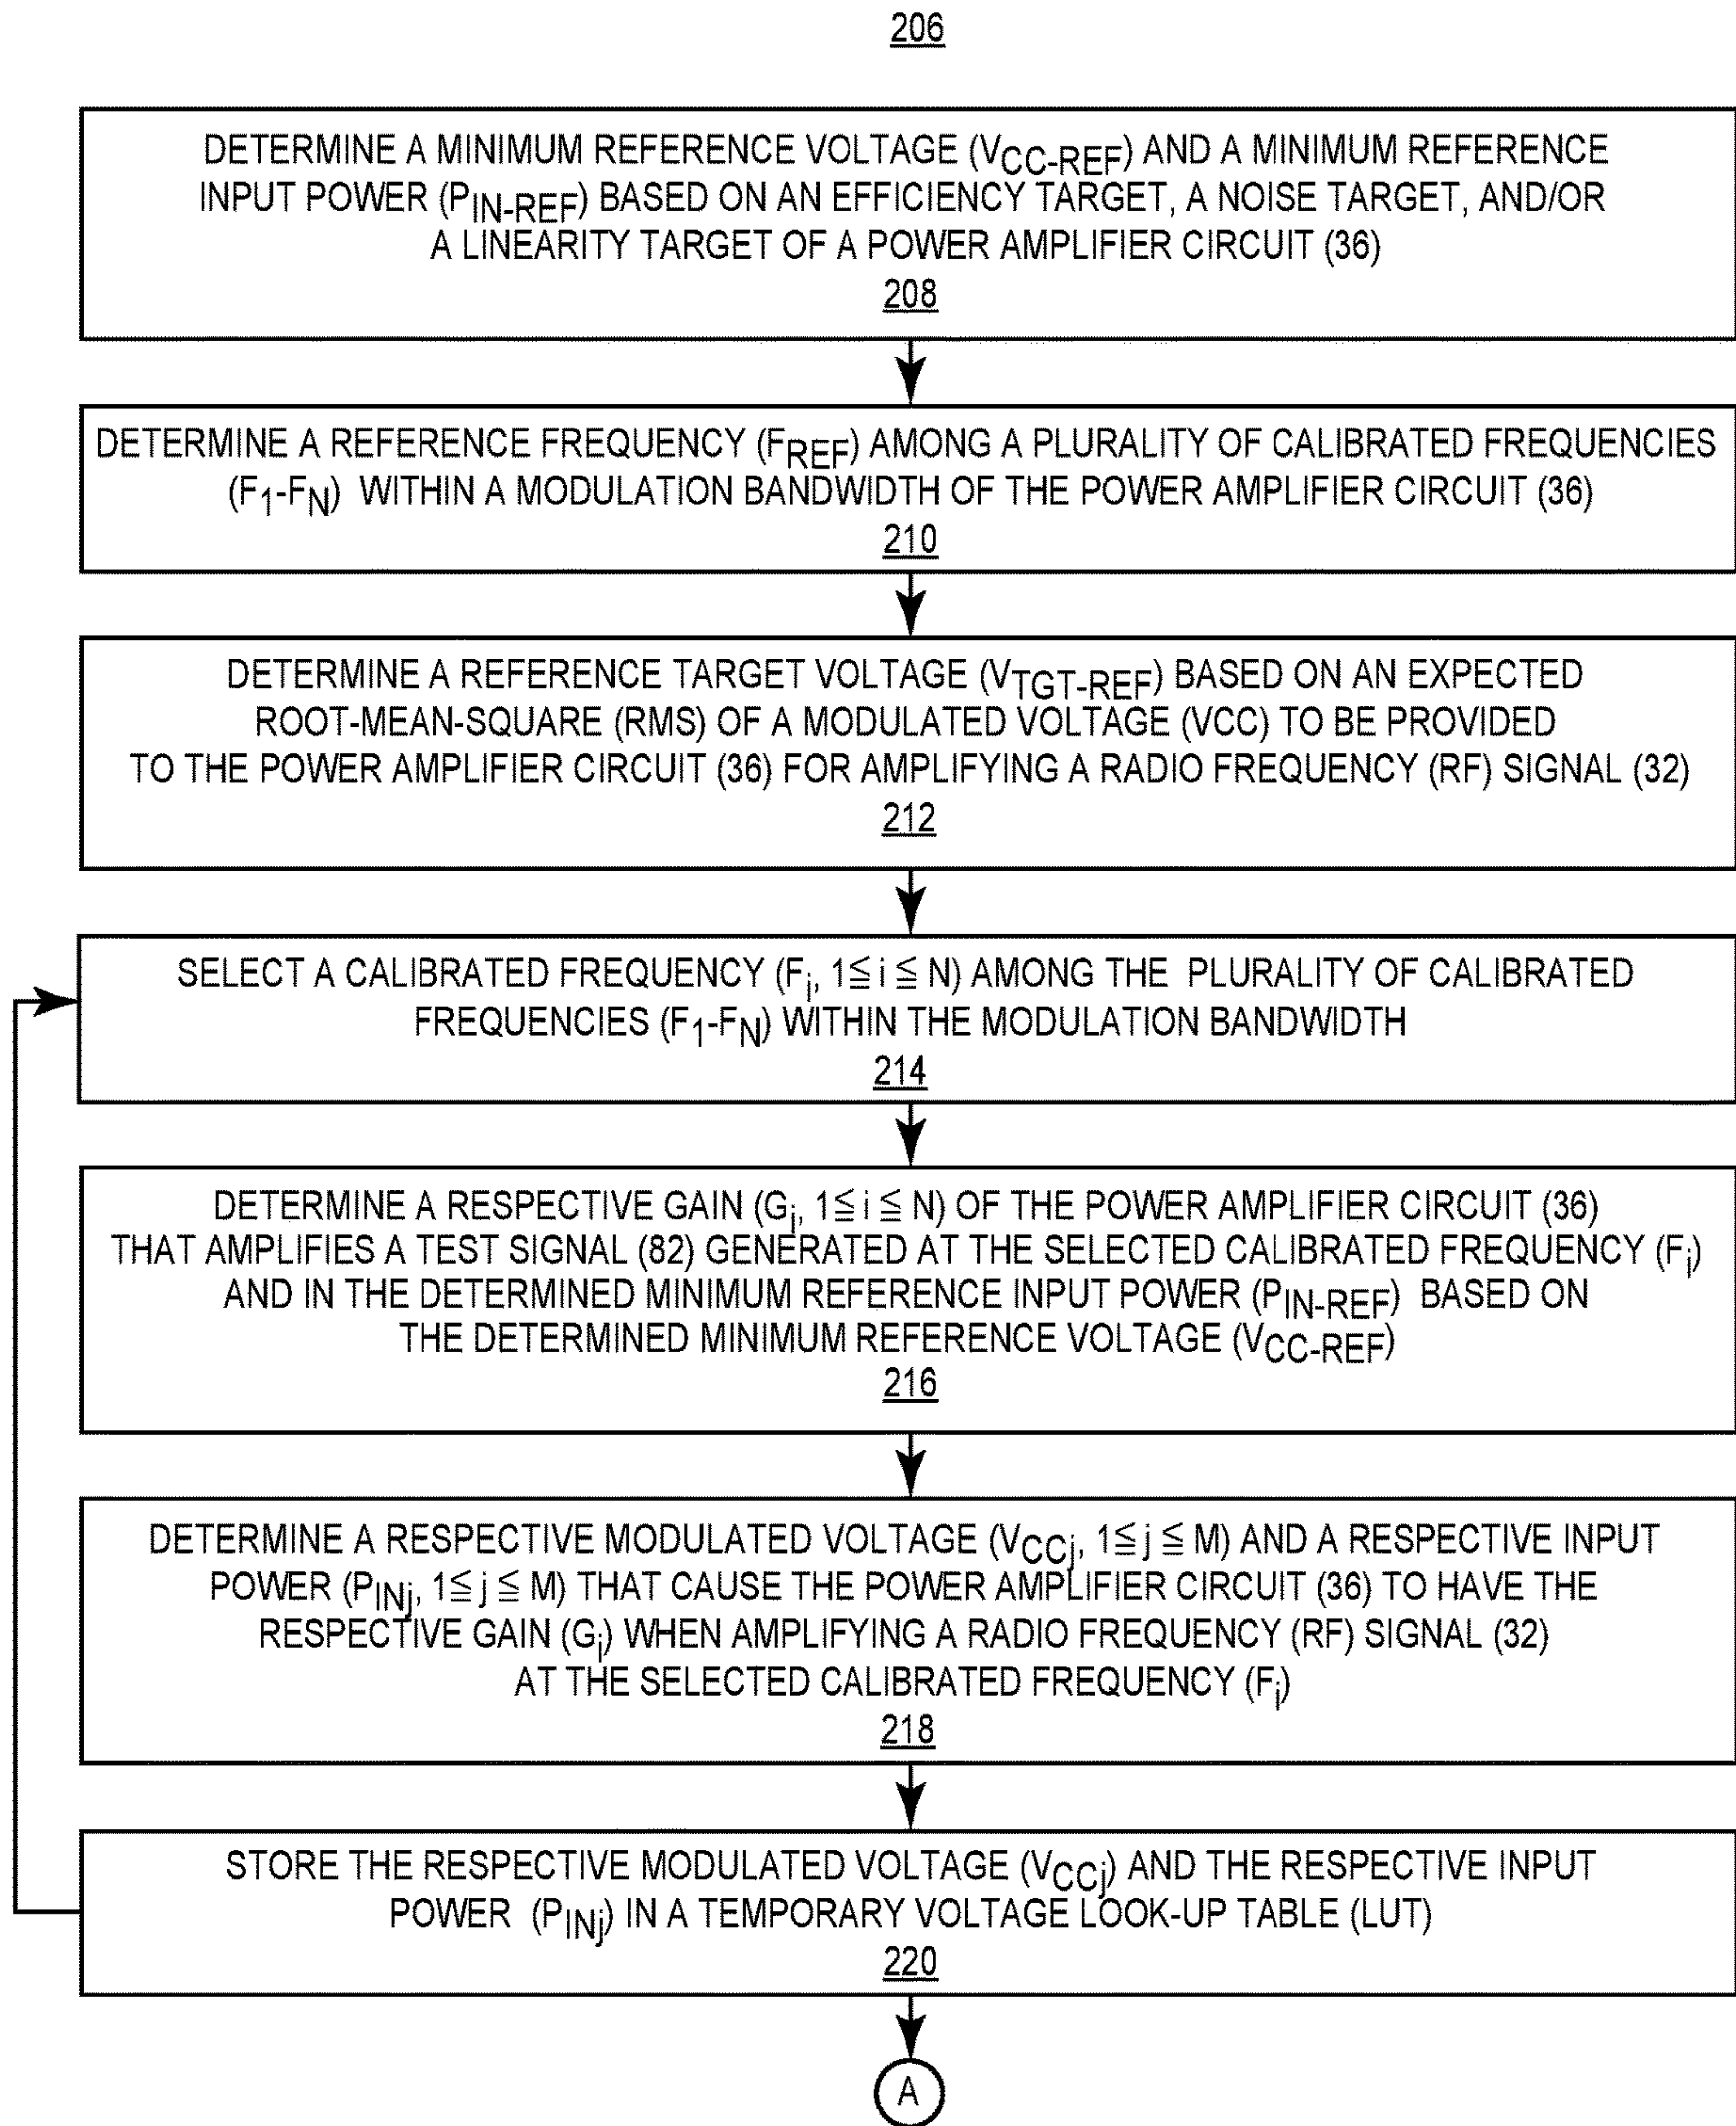 206
DETERMINE A MINIMUM REFERENCE VOLTAGE (VCC-REF) AND A MINIMUM REFERENCE
INPUT POWER (PIN-REF) BASED ON AN EFFICIENCY TARGET, A NOISE TARGET, AND/OR
A LINEARITY TARGET OF A POWER AMPLIFIER CIRCUIT (36)
208
DETERMINE A REFERENCE FREQUENCY (FREF) AMONG A PLURALITY OF CALIBRATED FREQUENCIES
(F1-FN) WITHIN A MODULATION BANDWIDTH OF THE POWER AMPLIFIER CIRCUIT (36)
210
DETERMINE A REFERENCE TARGET VOLTAGE (VTGT-REF) BASED ON AN EXPECTED
ROOT-MEAN-SQUARE (RMS) OF A MODULATED VOLTAGE (VCC) TO BE PROVIDED
TO THE POWER AMPLIFIER CIRCUIT (36) FOR AMPLIFYING A RADIO FREQUENCY (RF) SIGNAL (32)
212
SELECT A CALIBRATED FREQUENCY (Fi, 1≦i≦N) AMONG THE PLURALITY OF CALIBRATED
FREQUENCIES (F1-FN) WITHIN THE MODULATION BANDWIDTH
214
DETERMINE A RESPECTIVE GAIN (Gi, 1≦i≦N) OF THE POWER AMPLIFIER CIRCUIT (36)
THAT AMPLIFIES A TEST SIGNAL (82) GENERATED AT THE SELECTED CALIBRATED FREQUENCY (Fi)
AND IN THE DETERMINED MINIMUM REFERENCE INPUT POWER (PIN-REF) BASED ON
THE DETERMINED MINIMUM REFERENCE VOLTAGE (VCC-REF)
216
DETERMINE A RESPECTIVE MODULATED VOLTAGE (VCCj, 1≦j≦M) AND A RESPECTIVE INPUT
POWER (PINj, 1≦j≦M) THAT CAUSE THE POWER AMPLIFIER CIRCUIT (36) TO HAVE THE
RESPECTIVE GAIN (Gi) WHEN AMPLIFYING A RADIO FREQUENCY (RF) SIGNAL (32)
AT THE SELECTED CALIBRATED FREQUENCY (Fi)
218
STORE THE RESPECTIVE MODULATED VOLTAGE (VCCj) AND THE RESPECTIVE INPUT
POWER (PINj) IN A TEMPORARY VOLTAGE LOOK-UP TABLE (LUT)
220
A